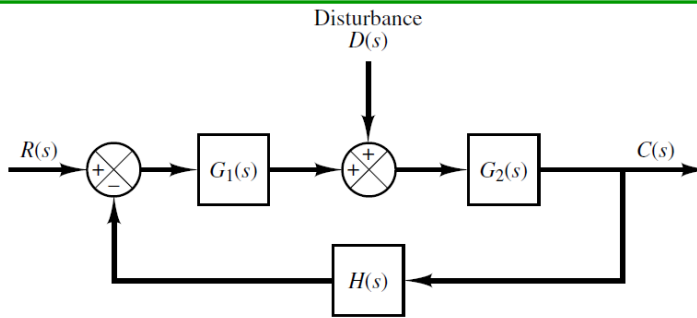 Disturbance
D(s)
R(s)
+
−
G₁(s)
+
+
G₂(s)
C(s)
H(s)